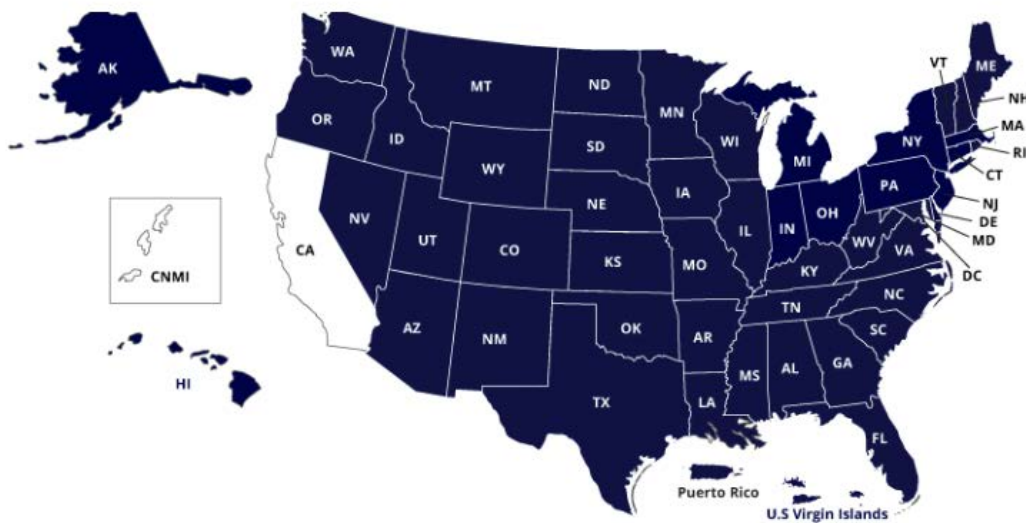 AK
WA
MT
ND
MN
VT
ME
NH
MA
RI
CT
NY
OR
ID
SD
WI
MI
WY
IA
PA
NJ
DE
MD
DC
NE
NV
UT
CO
IL
IN
OH
WV
VA
CA
CNMI
KS
MO
KY
NC
TN
AZ
NM
OK
AR
SC
HI
TX
LA
MS
AL
GA
FL
Puerto Rico
U.S Virgin Islands